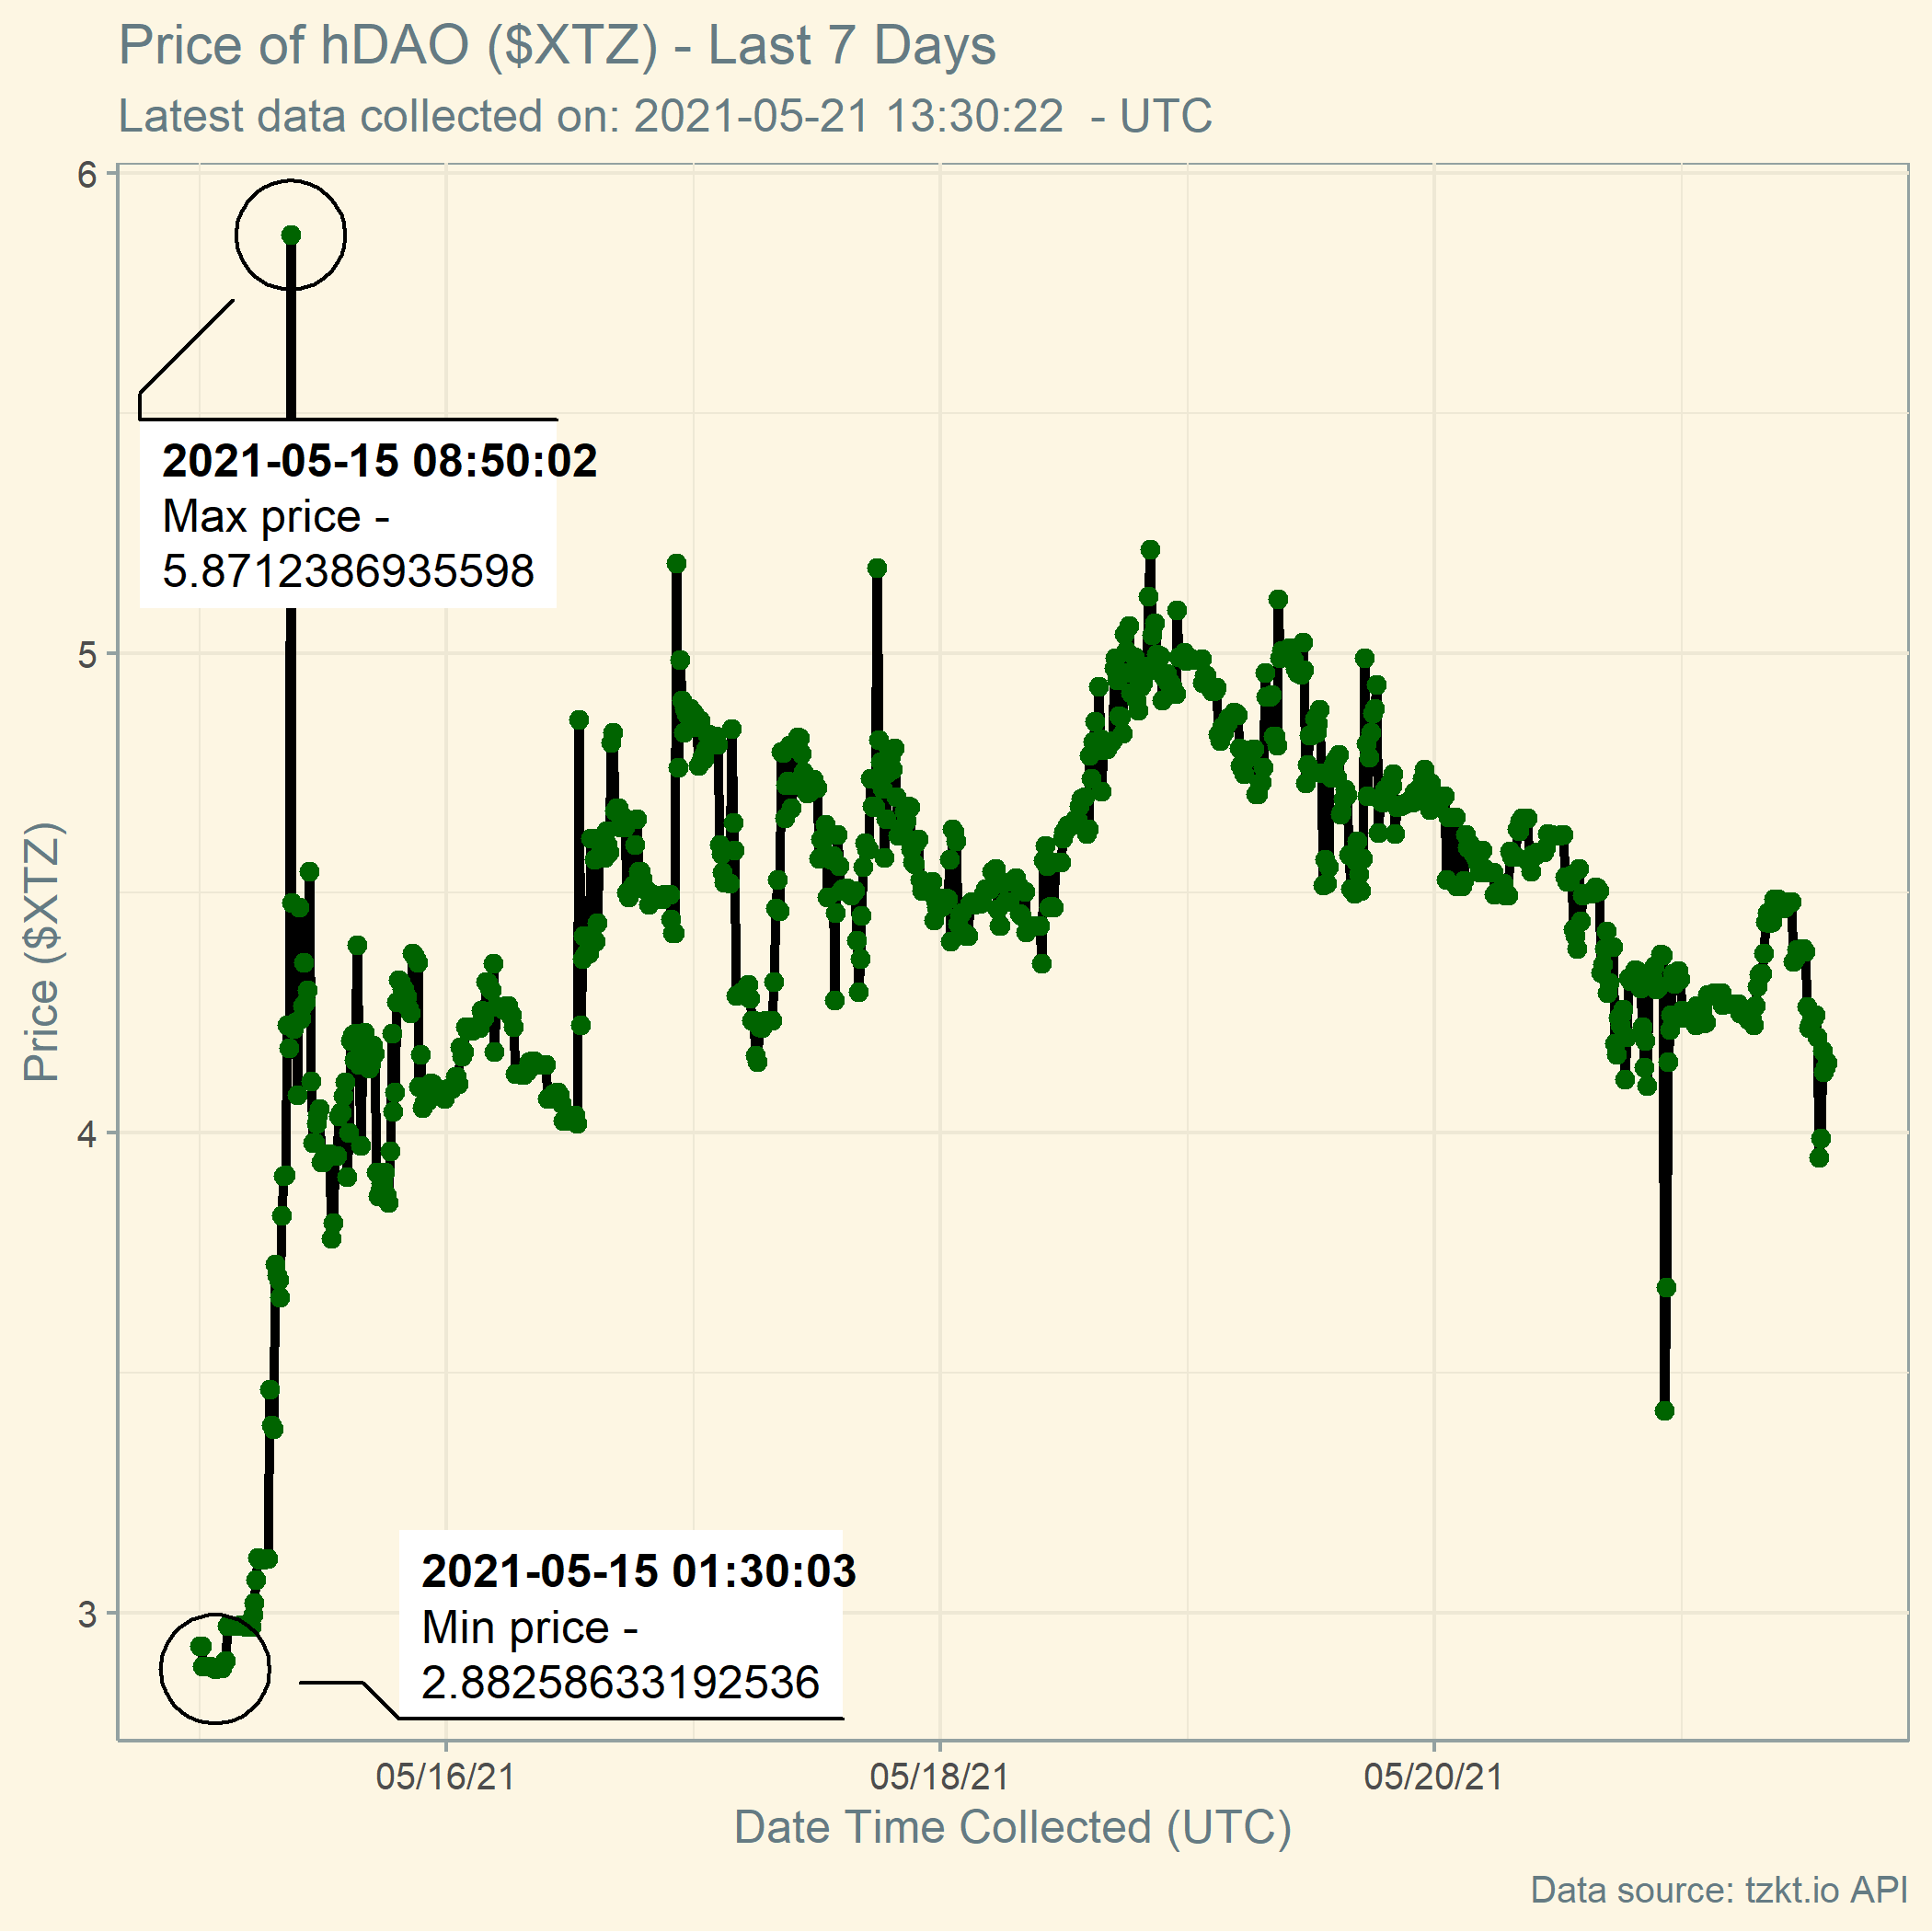 Price of hDAO ($XTZ) - Last 7 Days
Latest data collected on: 2021-05-21 13:30:22  - UTC
6
5
4
3
Price ($XTZ)
2021-05-15 08:50:02
Max price -
5.8712386935598
2021-05-15 01:30:03
Min price -
2.88258633192536
05/16/21
05/18/21
05/20/21
Date Time Collected (UTC)
Data source: tzkt.io API